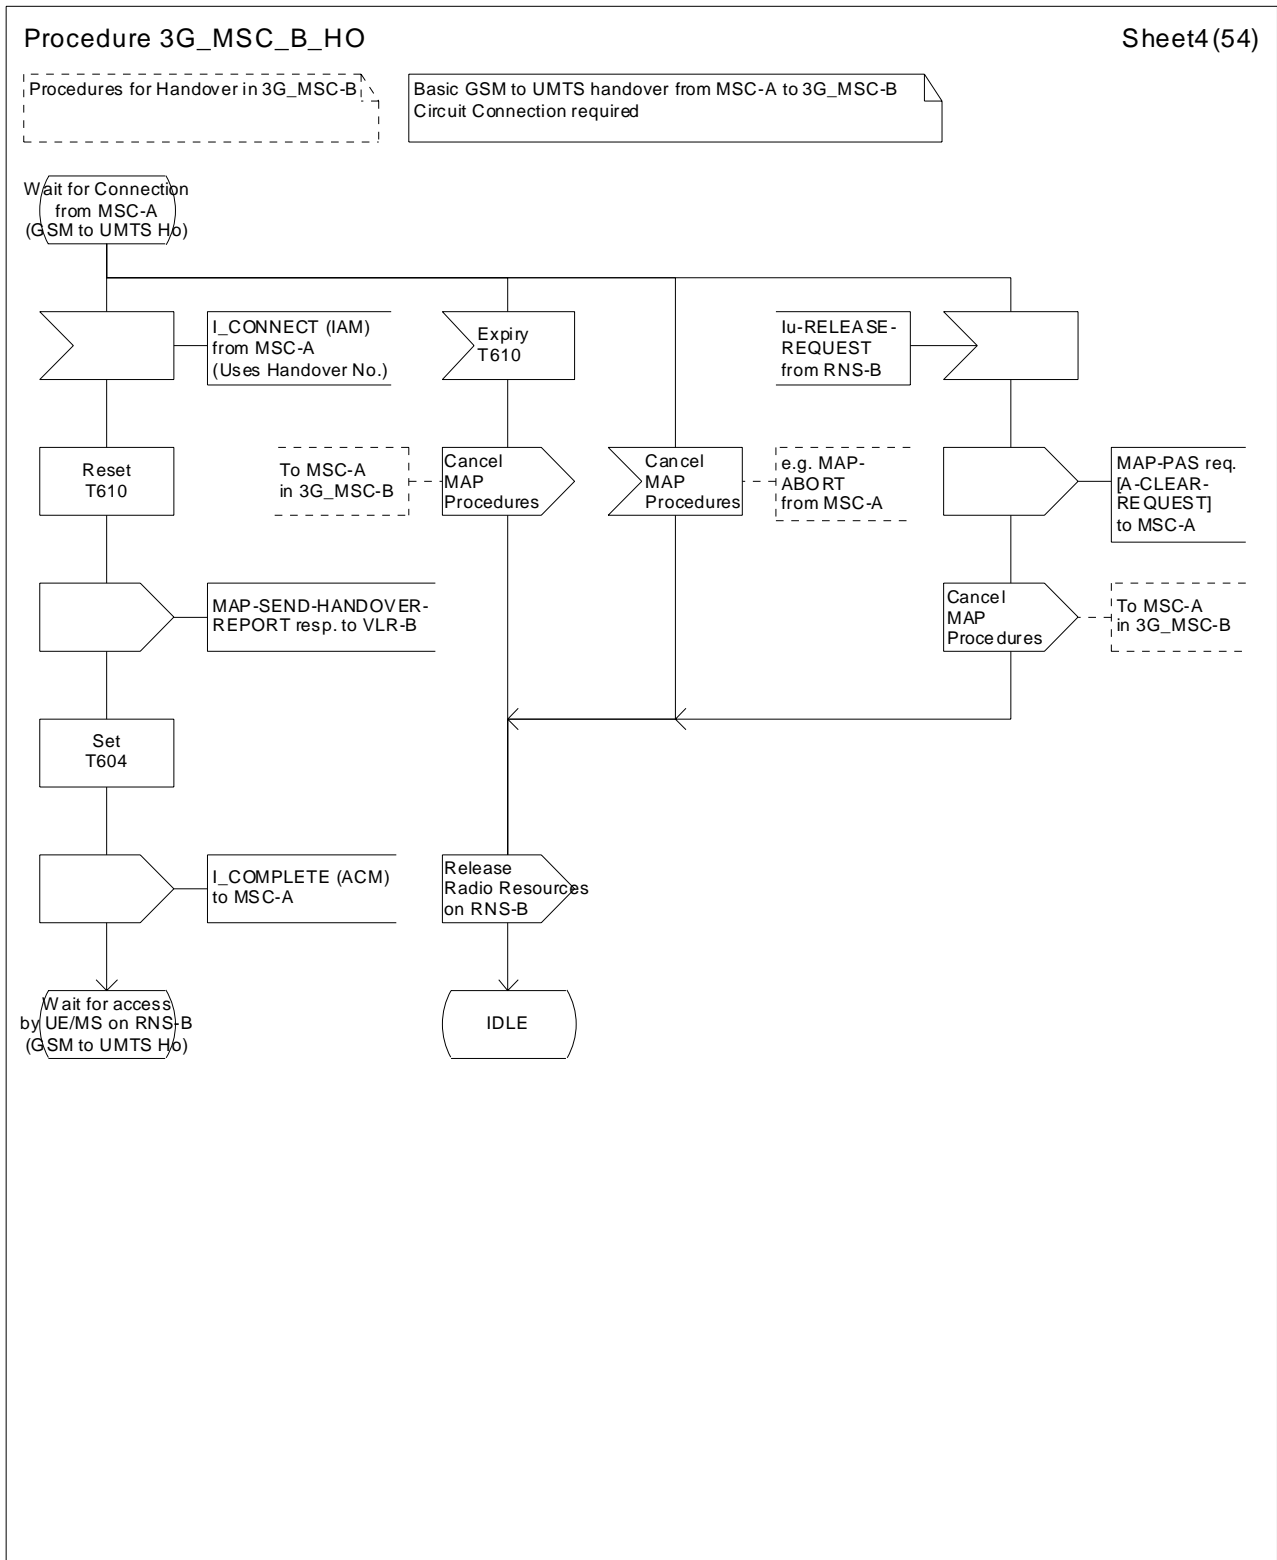 Procedure 3G_MSC_B_HO
Sheet4(54)
Procedures for Handover in 3G_MSC-B
Basic GSM to UMTS handover from MSC-A to 3G_MSC-B
Circuit Connection required
Wait for Connection
from MSC-A
(GSM to UMTS Ho)
I_CONNECT (IAM)
from MSC-A
(Uses Handover No.)
Expiry
T610
Iu-RELEASE-
REQUEST
from RNS-B
Reset
T610
To MSC-A
in 3G_MSC-B
Cancel
MAP
Procedures
Cancel
MAP
Procedures
e.g. MAP-
ABORT
from MSC-A
MAP-PAS req.
[A-CLEAR-
REQUEST]
to MSC-A
MAP-SEND-HANDOVER-
REPORT resp. to VLR-B
Cancel
MAP
Procedures
To MSC-A
in 3G_MSC-B
Set
T604
I_COMPLETE (ACM)
to MSC-A
Release
Radio Resources
on RNS-B
Wait for access
by UE/MS on RNS-B
(GSM to UMTS Ho)
IDLE